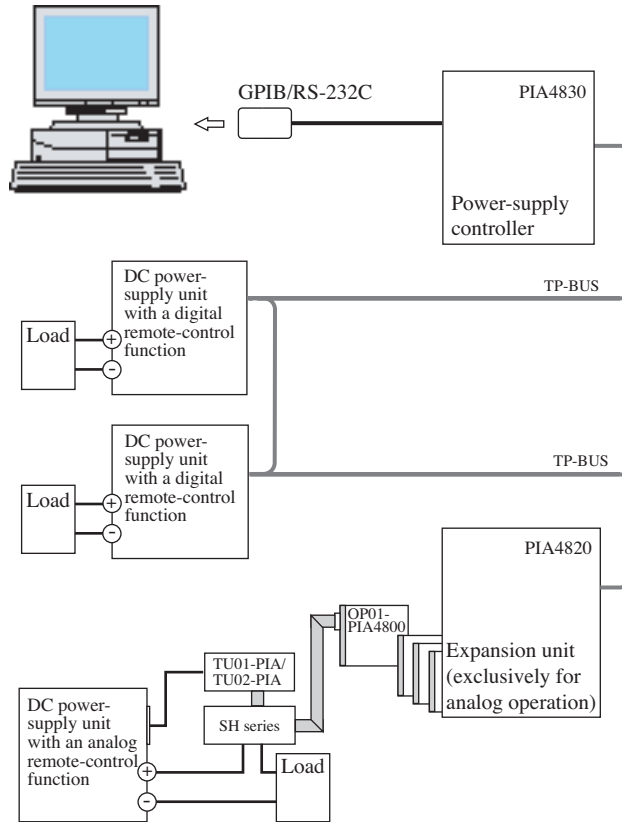 GPIB/RS-232C
PIA4830
Power-supply
controller
DC power-
supply unit
with a digital
remote-control
function
Load
+
-
TP-BUS
DC power-
supply unit
with a digital
remote-control
function
Load
+
-
TP-BUS
PIA4820
Expansion unit
(exclusively for
analog operation)
OP01-
PIA4800
TU01-PIA/
TU02-PIA
SH series
DC power-
supply unit
with an analog
remote-control
function
+
-
Load